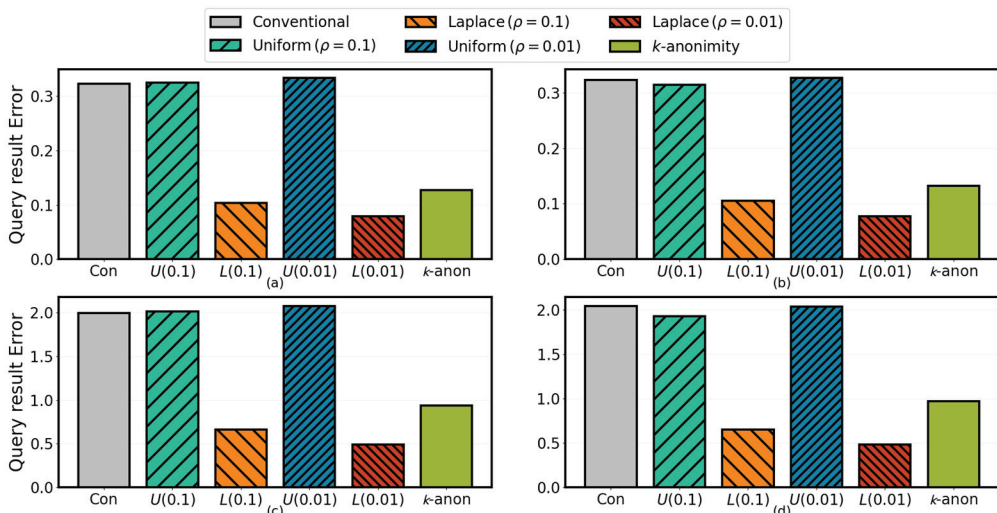 Conventional
Laplace (ρ = 0.1)
Laplace (ρ = 0.01)
Uniform (ρ = 0.1)
Uniform (ρ = 0.01)
k-anonimity
Query result Error
0.3
0.2
0.1
0.0
Con U(0.1) L(0.1) U(0.01) L(0.01) k-anon
(a)
0.3
0.2
0.1
0.0
Con U(0.1) L(0.1) U(0.01) L(0.01) k-anon
(b)
Query result Error
2.0
1.5
1.0
0.5
0.0
Con U(0.1) L(0.1) U(0.01) L(0.01) k-anon
(c)
2.0
1.5
1.0
0.5
0.0
Con U(0.1) L(0.1) U(0.01) L(0.01) k-anon
(d)